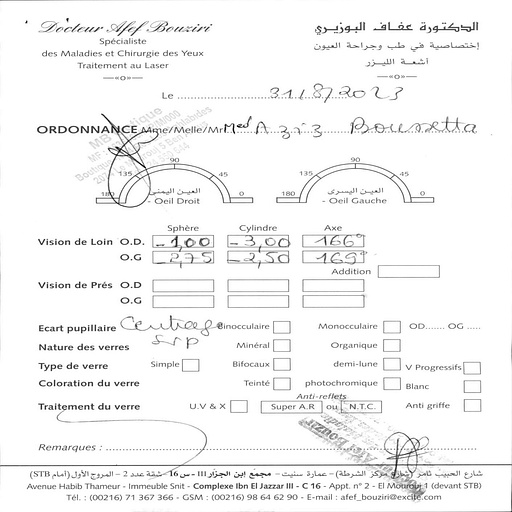 Docteur Afef Bouziri
الدكتورة عفاف البوزيري
Spécialiste
إختصاصية في طب وجراحة العيون
des Maladies et Chirurgie des Yeux
أشعة الليزر
Traitement au Laser
—«o»—
—«o»—
Le 31/8/2023
ORDONNANCE Mme/Melle/Mr Med Aziz Boussetta
90
90
135
45
135
45
180
0
180
0
العين اليمنى
العين اليسرى
- Oeil Droit
- Oeil Gauche
Sphère Cylindre Axe
Vision de Loin O.D. -1,00 -3,00 166°
O.G -2,75 -2,50 169°
Addition
Vision de Prés O.D
O.G
Ecart pupillaire Centrage Binocculaire Monocculaire OD....... OG .....
svp
Nature des verres Minéral Organique
Type de verre Simple Bifocaux demi-lune V Progressifs
Coloration du verre Teinté photochromique Blanc
Anti-reflets
Traitement du verre U.V & X Super A.R ou N.T.C. Anti griffe
Remarques :
شارع الحبيب ثامر (شارع مركز الشرطة) – عمارة سنيت – مجمع ابن الجزار III - س 16 - شقة عدد 2 - المروج الأول (أمام STB)
Avenue Habib Thameur - Immeuble Snit - Complexe Ibn El Jazzar III - C 16 - Appt. n° 2 - El Mourouj 1 (devant STB)
Tél. : (00216) 71 367 366 - GSM : (00216) 98 64 62 90 - E-mail : afef_bouziri@excite.com